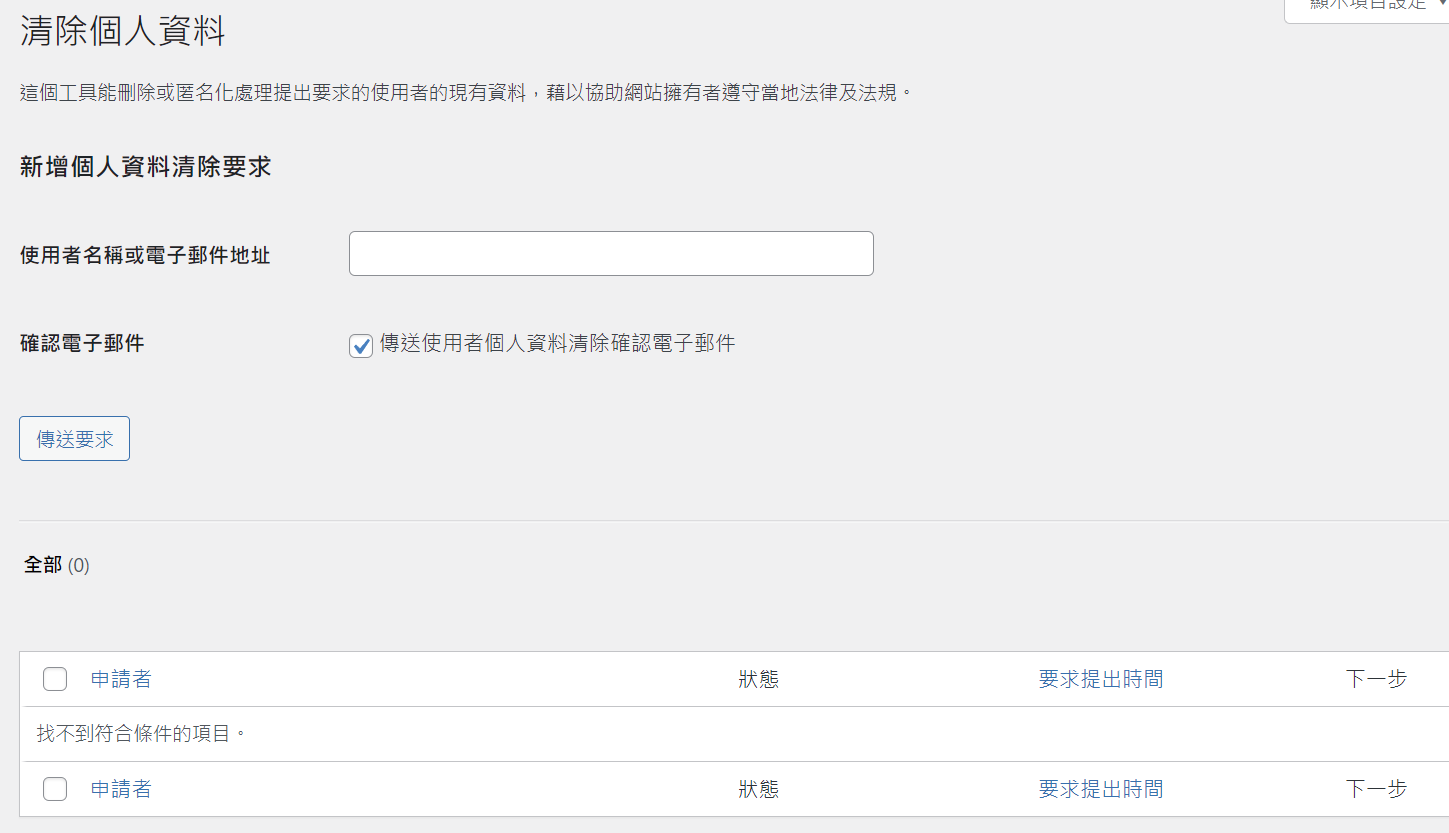 清除個人資料
顯示項目設定
這個工具能刪除或匿名化處理提出要求的使用者的現有資料，藉以協助網站擁有者遵守當地法律及法規。
新增個人資料清除要求
使用者名稱或電子郵件地址
確認電子郵件 傳送使用者個人資料清除確認電子郵件
傳送要求
全部 (0)
申請者 狀態 要求提出時間 下一步
找不到符合條件的項目。
申請者 狀態 要求提出時間 下一步